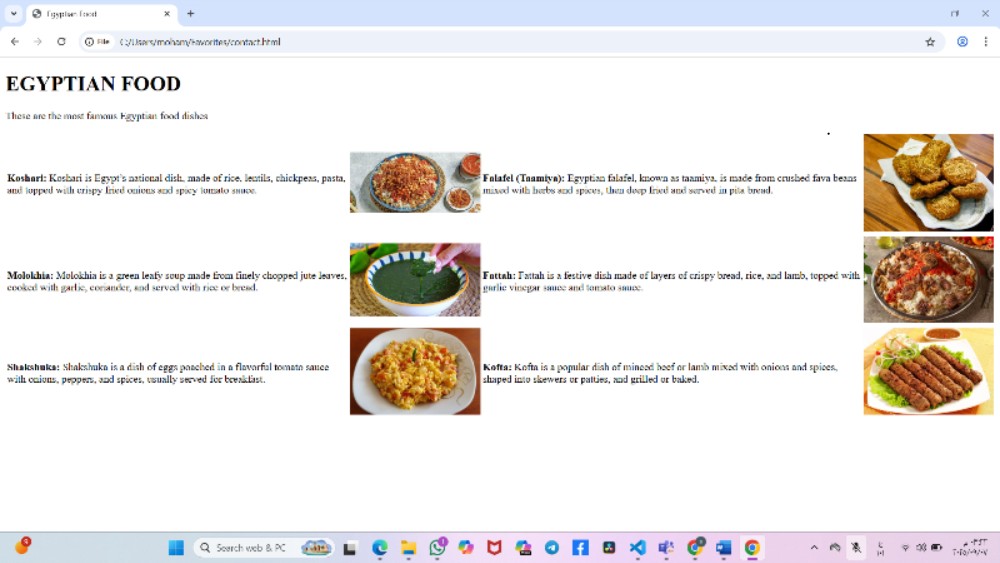 Egyptian Food
File
C:/Users/moham/Favorites/contact.html
EGYPTIAN FOOD
These are the most famous Egyptian food dishes
Koshari: Koshari is Egypt's national dish, made of rice, lentils, chickpeas, pasta,
and topped with crispy fried onions and spicy tomato sauce.
Falafel (Taamiya): Egyptian falafel, known as taamiya, is made from crushed fava beans
mixed with herbs and spices, then deep fried and served in pita bread.
Molokhia: Molokhia is a green leafy soup made from finely chopped jute leaves,
cooked with garlic, coriander, and served with rice or bread.
Fattah: Fattah is a festive dish made of layers of crispy bread, rice, and lamb, topped with
garlic vinegar sauce and tomato sauce.
Shakshuka: Shakshuka is a dish of eggs poached in a flavorful tomato sauce
with onions, peppers, and spices, usually served for breakfast.
Kofta: Kofta is a popular dish of minced beef or lamb mixed with onions and spices,
shaped into skewers or patties, and grilled or baked.
Search web & PC